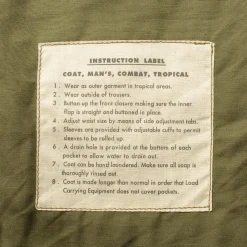 INSTRUCTION LABEL
COAT, MAN'S, COMBAT, TROPICAL
1. Wear as outer garment in tropical areas.
2. Wear outside of trousers.
3. Button up the front closure making sure the inner
flap is straight and buttoned in place.
4. Adjust waist size by means of side adjustment tabs.
5. Sleeves are provided with adjustable cuffs to permit
sleeves to be rolled up
6. A drain hole is provided at the bottom of each
pocket to allow water to drain out.
7. Coat can be hand laundered. Make sure all soap is
thoroughly rinsed out.
8. Coat is made longer than normal in order that Load
Carrying Equipment does not cover pockets.